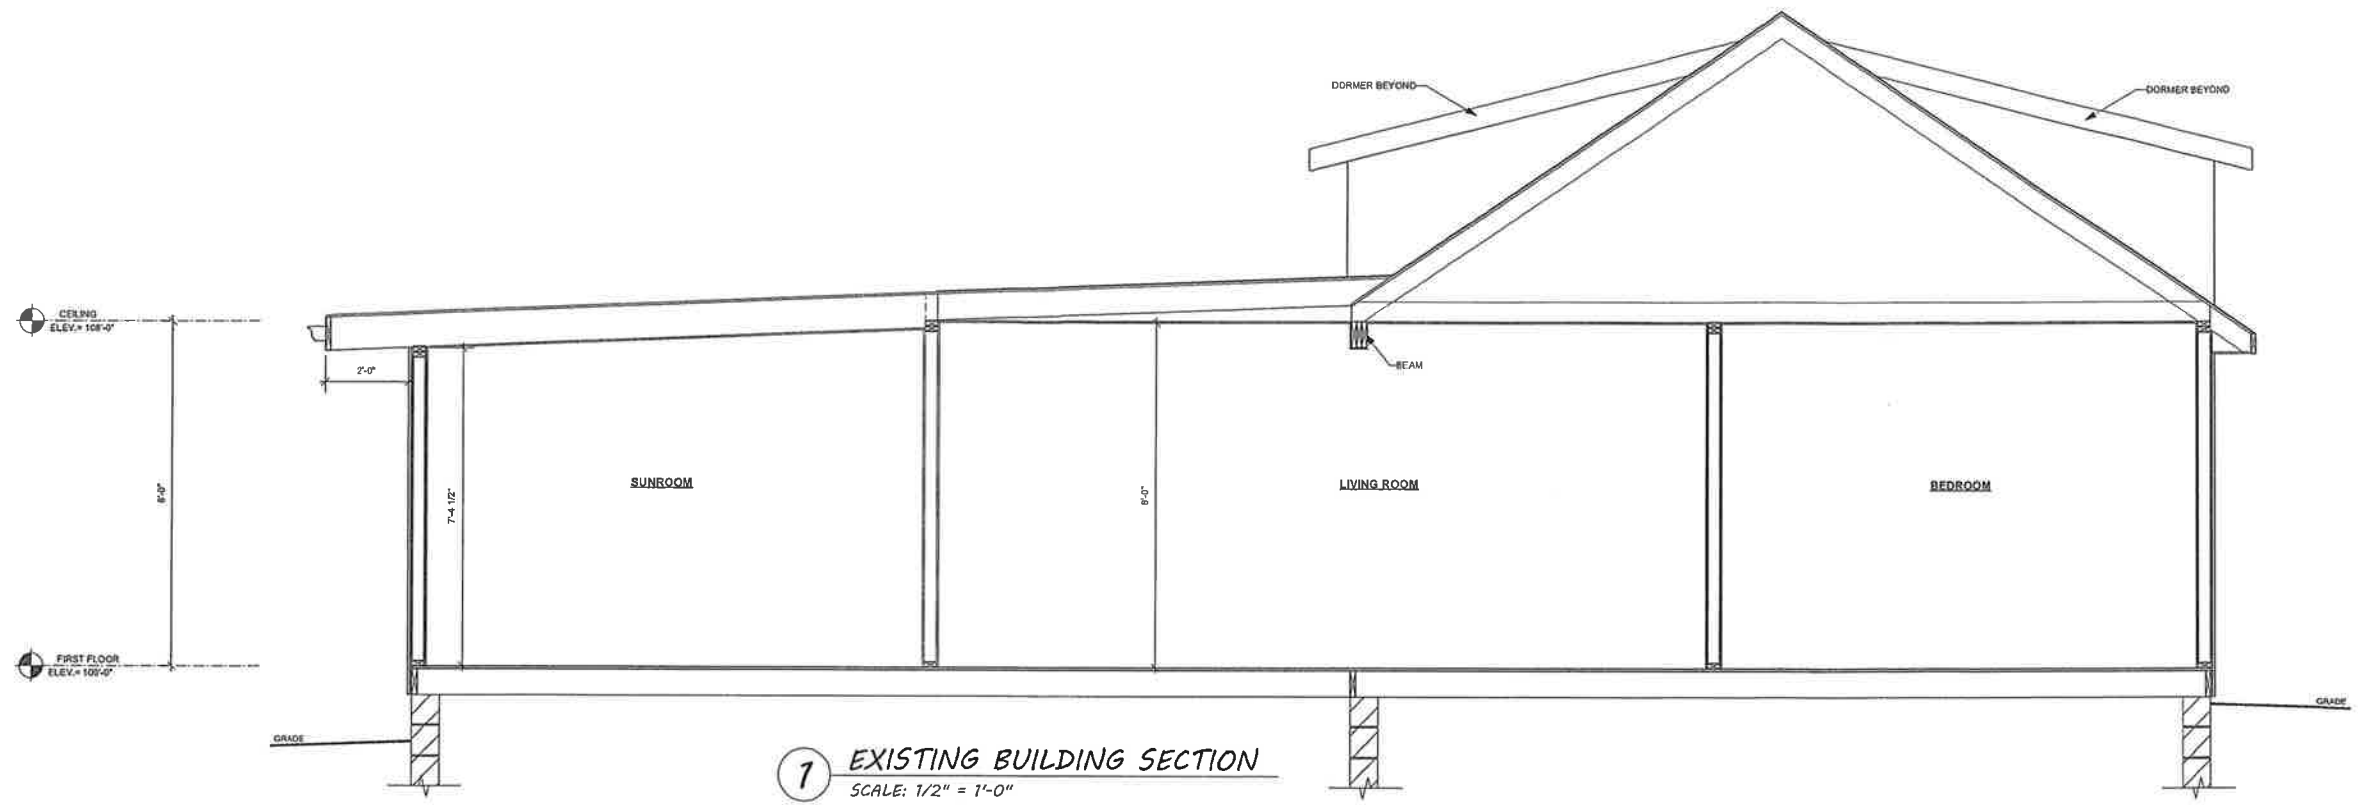 DORMER BEYOND
DORMER BEYOND
CEILING
ELEV.= 108'-0"
2'-0"
BEAM
8'-0"
7'-4 1/2"
SUNROOM
8'-0"
LIVING ROOM
BEDROOM
FIRST FLOOR
ELEV.= 100'-0"
GRADE
GRADE
1 EXISTING BUILDING SECTION
SCALE: 1/2" = 1'-0"